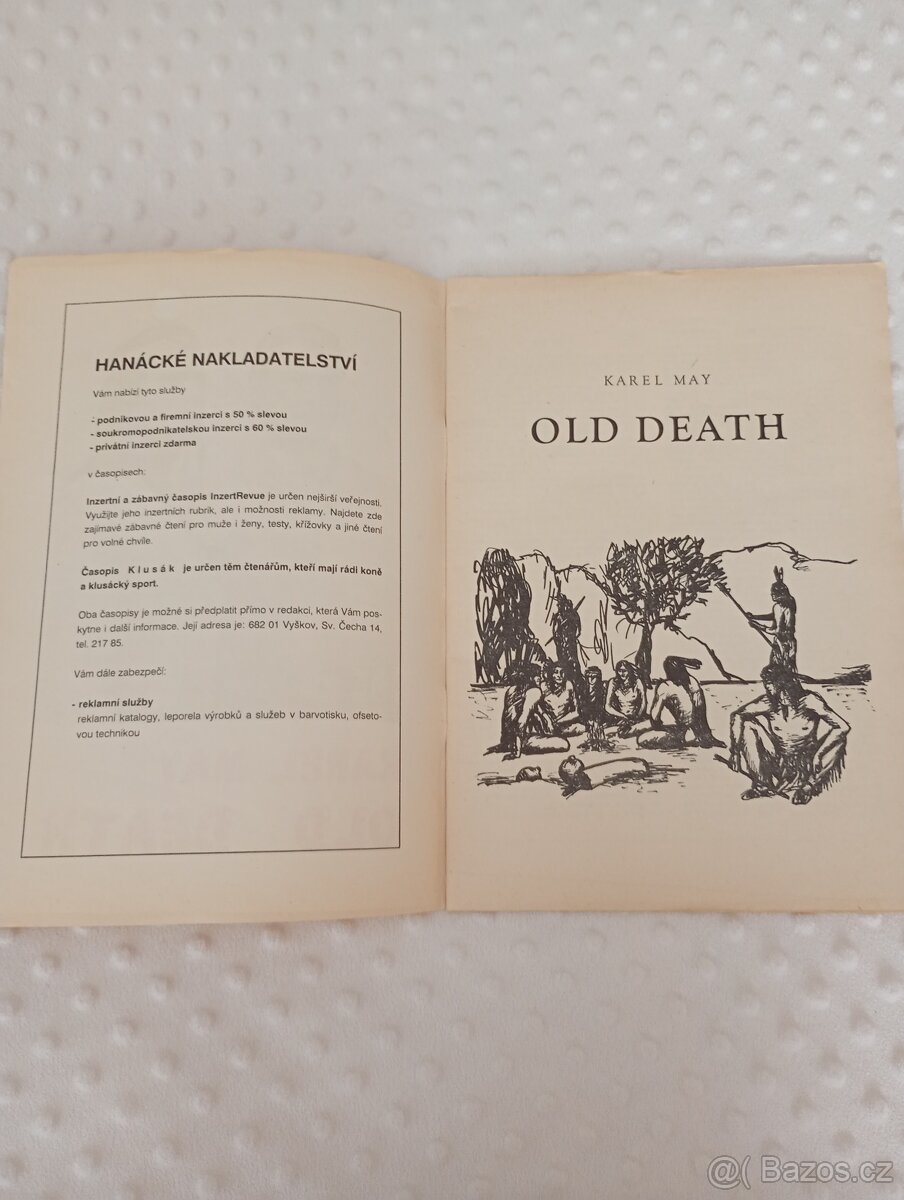 HANÁCKÉ NAKLADATELSTVÍ
Vám nabízí tyto služby
- podnikovou a firemní inzerci s 50 % slevou
- soukromopodnikatelskou inzerci s 60 % slevou
- privátní inzerci zdarma
v časopisech:
Inzertní a zábavný časopis InzertRevue je určen nejširší veřejnosti.
Využijte jeho inzertních rubrik, ale i možnosti reklamy. Najdete zde
zajímavé zábavné čtení pro muže i ženy, testy, křížovky a jiné čtení
pro volné chvíle.
Časopis Klusák je určen těm čtenářům, kteří mají rádi koně
a klusácký sport.
Oba časopisy je možné si předplatit přímo v redakci, která Vám pos-
kytne i další informace. Její adresa je: 682 01 Vyškov, Sv. Čecha 14,
tel. 217 85.
Vám dále zabezpečí:
- reklamní služby
reklamní katalogy, leporela výrobků a služeb v barvotisku, ofseto-
vou technikou
KAREL MAY
OLD DEATH
@( Bazos.cz